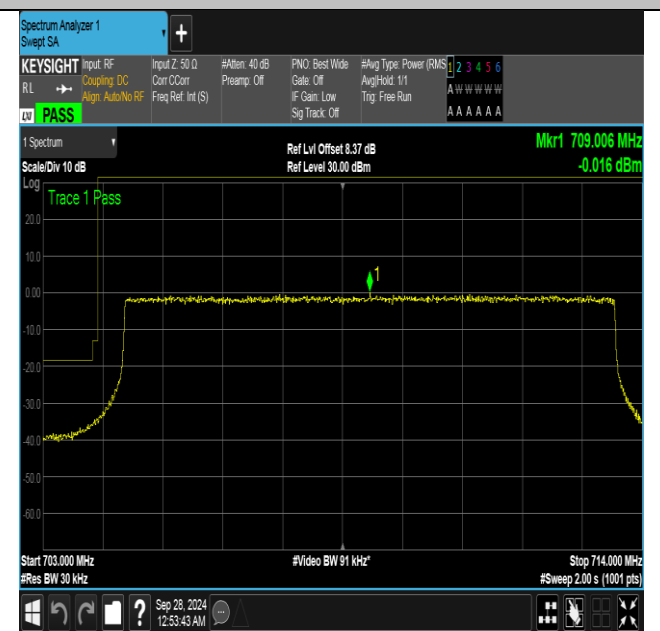 Spectrum Analyzer 1
Swept SA
+
KEYSIGHT
RL
LXI PASS
Input: RF
Coupling: DC
Align: Auto/No RF
Input Z: 50 Ω
Corr CCorr
Freq Ref: Int (S)
#Atten: 40 dB
Preamp: Off
PNO: Best Wide
Gate: Off
IF Gain: Low
Sig Track: Off
#Avg Type: Power (RMS
Avg|Hold: 1/1
Trig: Free Run
1 2 3 4 5 6
A W W W W W
A A A A A A
1 Spectrum
Scale/Div 10 dB
Ref Lvl Offset 8.37 dB
Ref Level 30.00 dBm
Mkr1 709.006 MHz
-0.016 dBm
Log
Trace 1 Pass
20.0
10.0
1
0.00
-10.0
-20.0
-30.0
-40.0
-50.0
-60.0
Start 703.000 MHz
#Video BW 91 kHz*
Stop 714.000 MHz
#Res BW 30 kHz
#Sweep 2.00 s (1001 pts)
?
Sep 28, 2024
12:53:43 AM